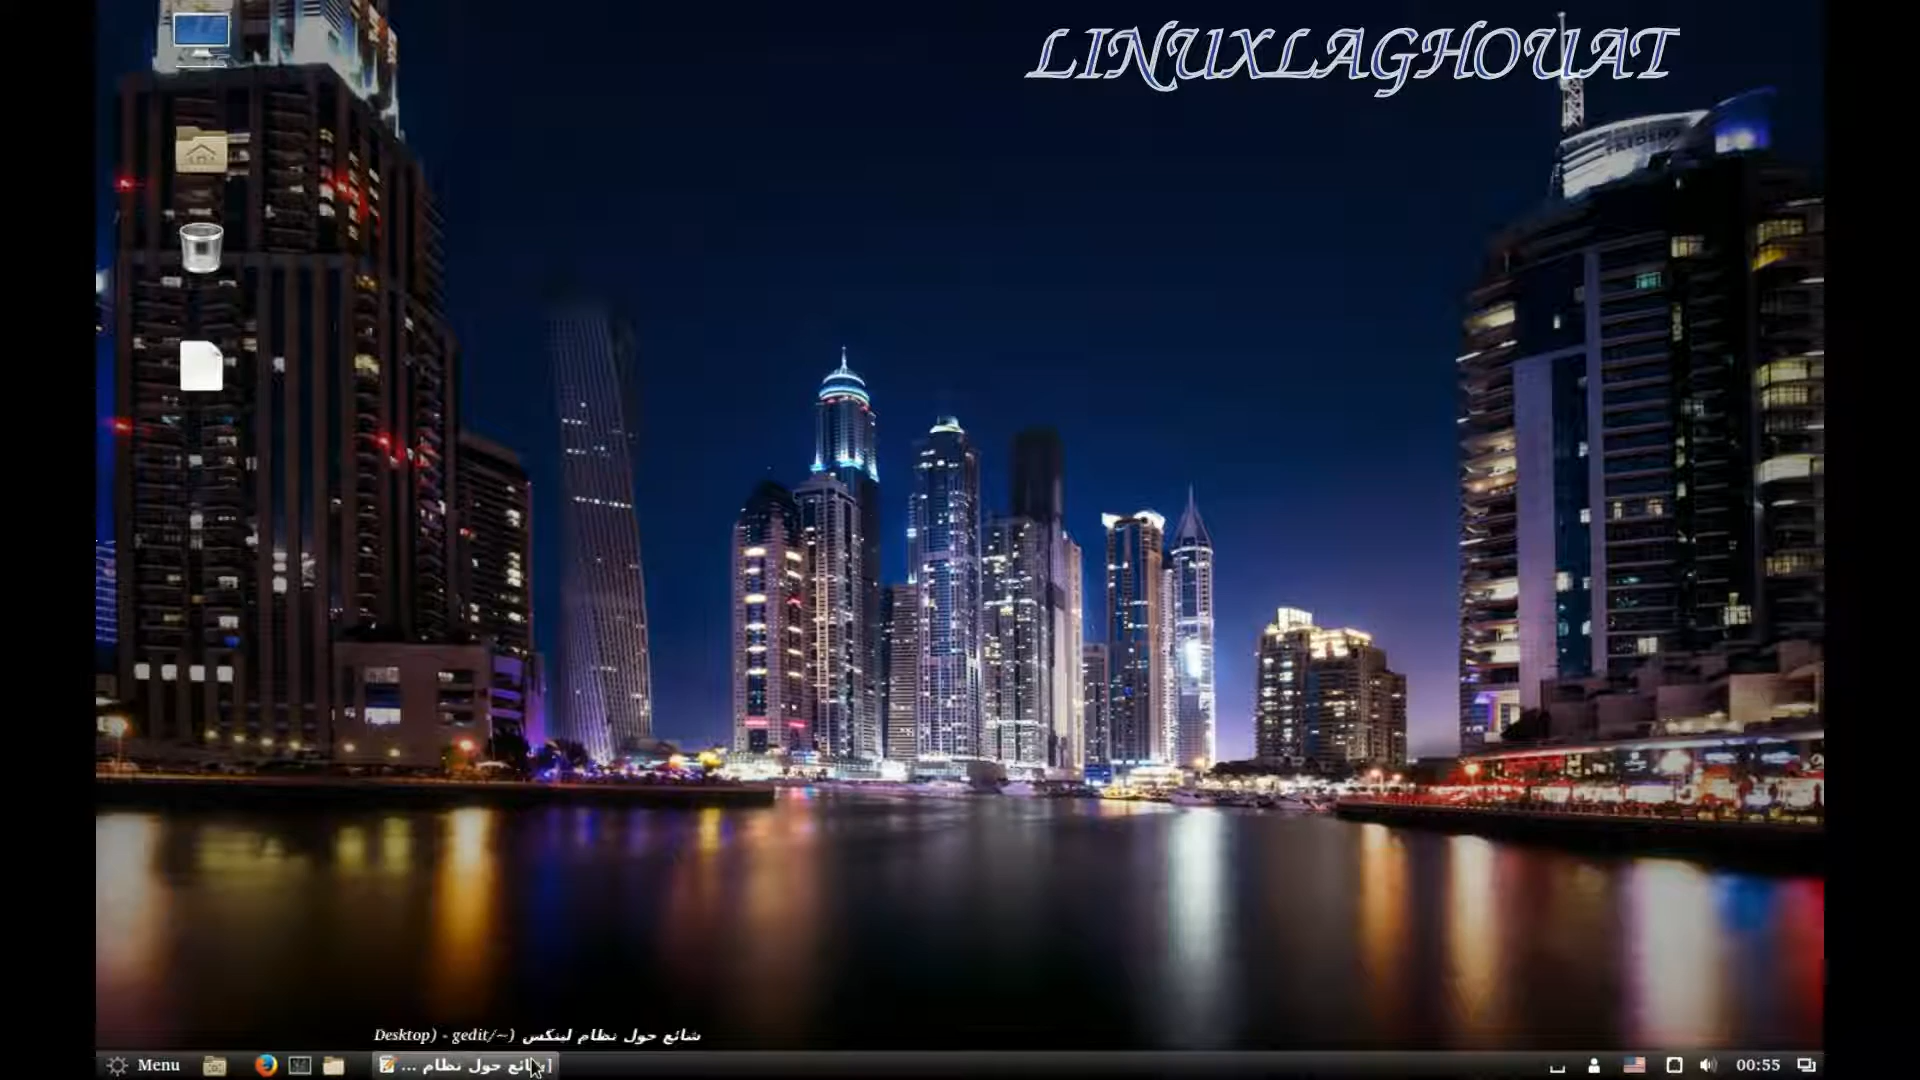 LINUXLAGHOUAT
شائع حول نظام لينكس (~/Desktop) - gedit
Menu
... شائع حول نظام]
00:55